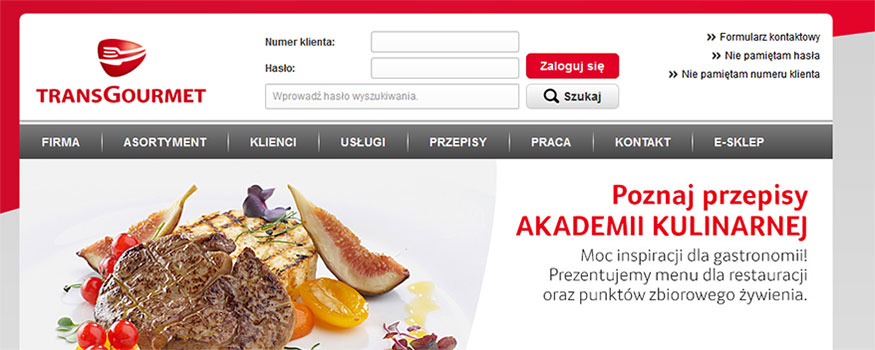 Numer klienta:
Formularz kontaktowy
Nie pamiętam hasła
Hasło:
Zaloguj się
Nie pamiętam numeru klienta
TRANSGOURMET
Wprowadź hasło wyszukiwania.
Szukaj
FIRMA ASORTYMENT KLIENCI USŁUGI PRZEPISY PRACA KONTAKT E-SKLEP
Poznaj przepisy
AKADEMII KULINARNEJ
Moc inspiracji dla gastronomii!
Prezentujemy menu dla restauracji
oraz punktów zbiorowego żywienia.